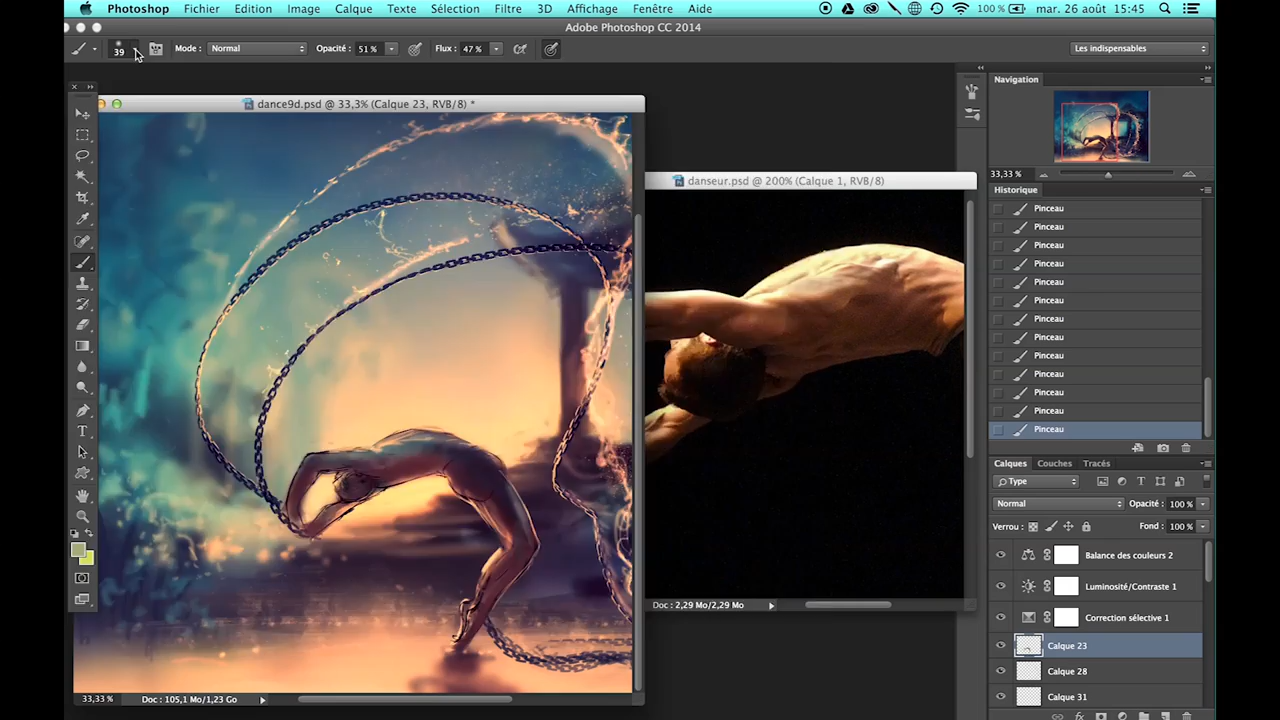 Photoshop Fichier Edition Image Calque Texte Sélection Filtre 3D Affichage Fenêtre Aide 100 % mar. 26 août 15:45
Adobe Photoshop CC 2014
39 Mode : Normal Opacité : 51 % Flux : 47 % Les indispensables
Navigation
dance9d.psd @ 33,3% (Calque 23, RVB/8) *
33,33 %
danseur.psd @ 200% (Calque 1, RVB/8)
Historique
Pinceau
Pinceau
Pinceau
Pinceau
Pinceau
Pinceau
Pinceau
Pinceau
Pinceau
Pinceau
Pinceau
Pinceau
Pinceau
Calques Couches Tracés
Type
Normal Opacité : 100 %
Verrou : Fond : 100 %
Balance des couleurs 2
Luminosité/Contraste 1
Doc : 2,29 Mo/2,29 Mo
Correction sélective 1
Calque 23
Calque 28
Calque 31
33,33 % Doc : 105,1 Mo/1,23 Go